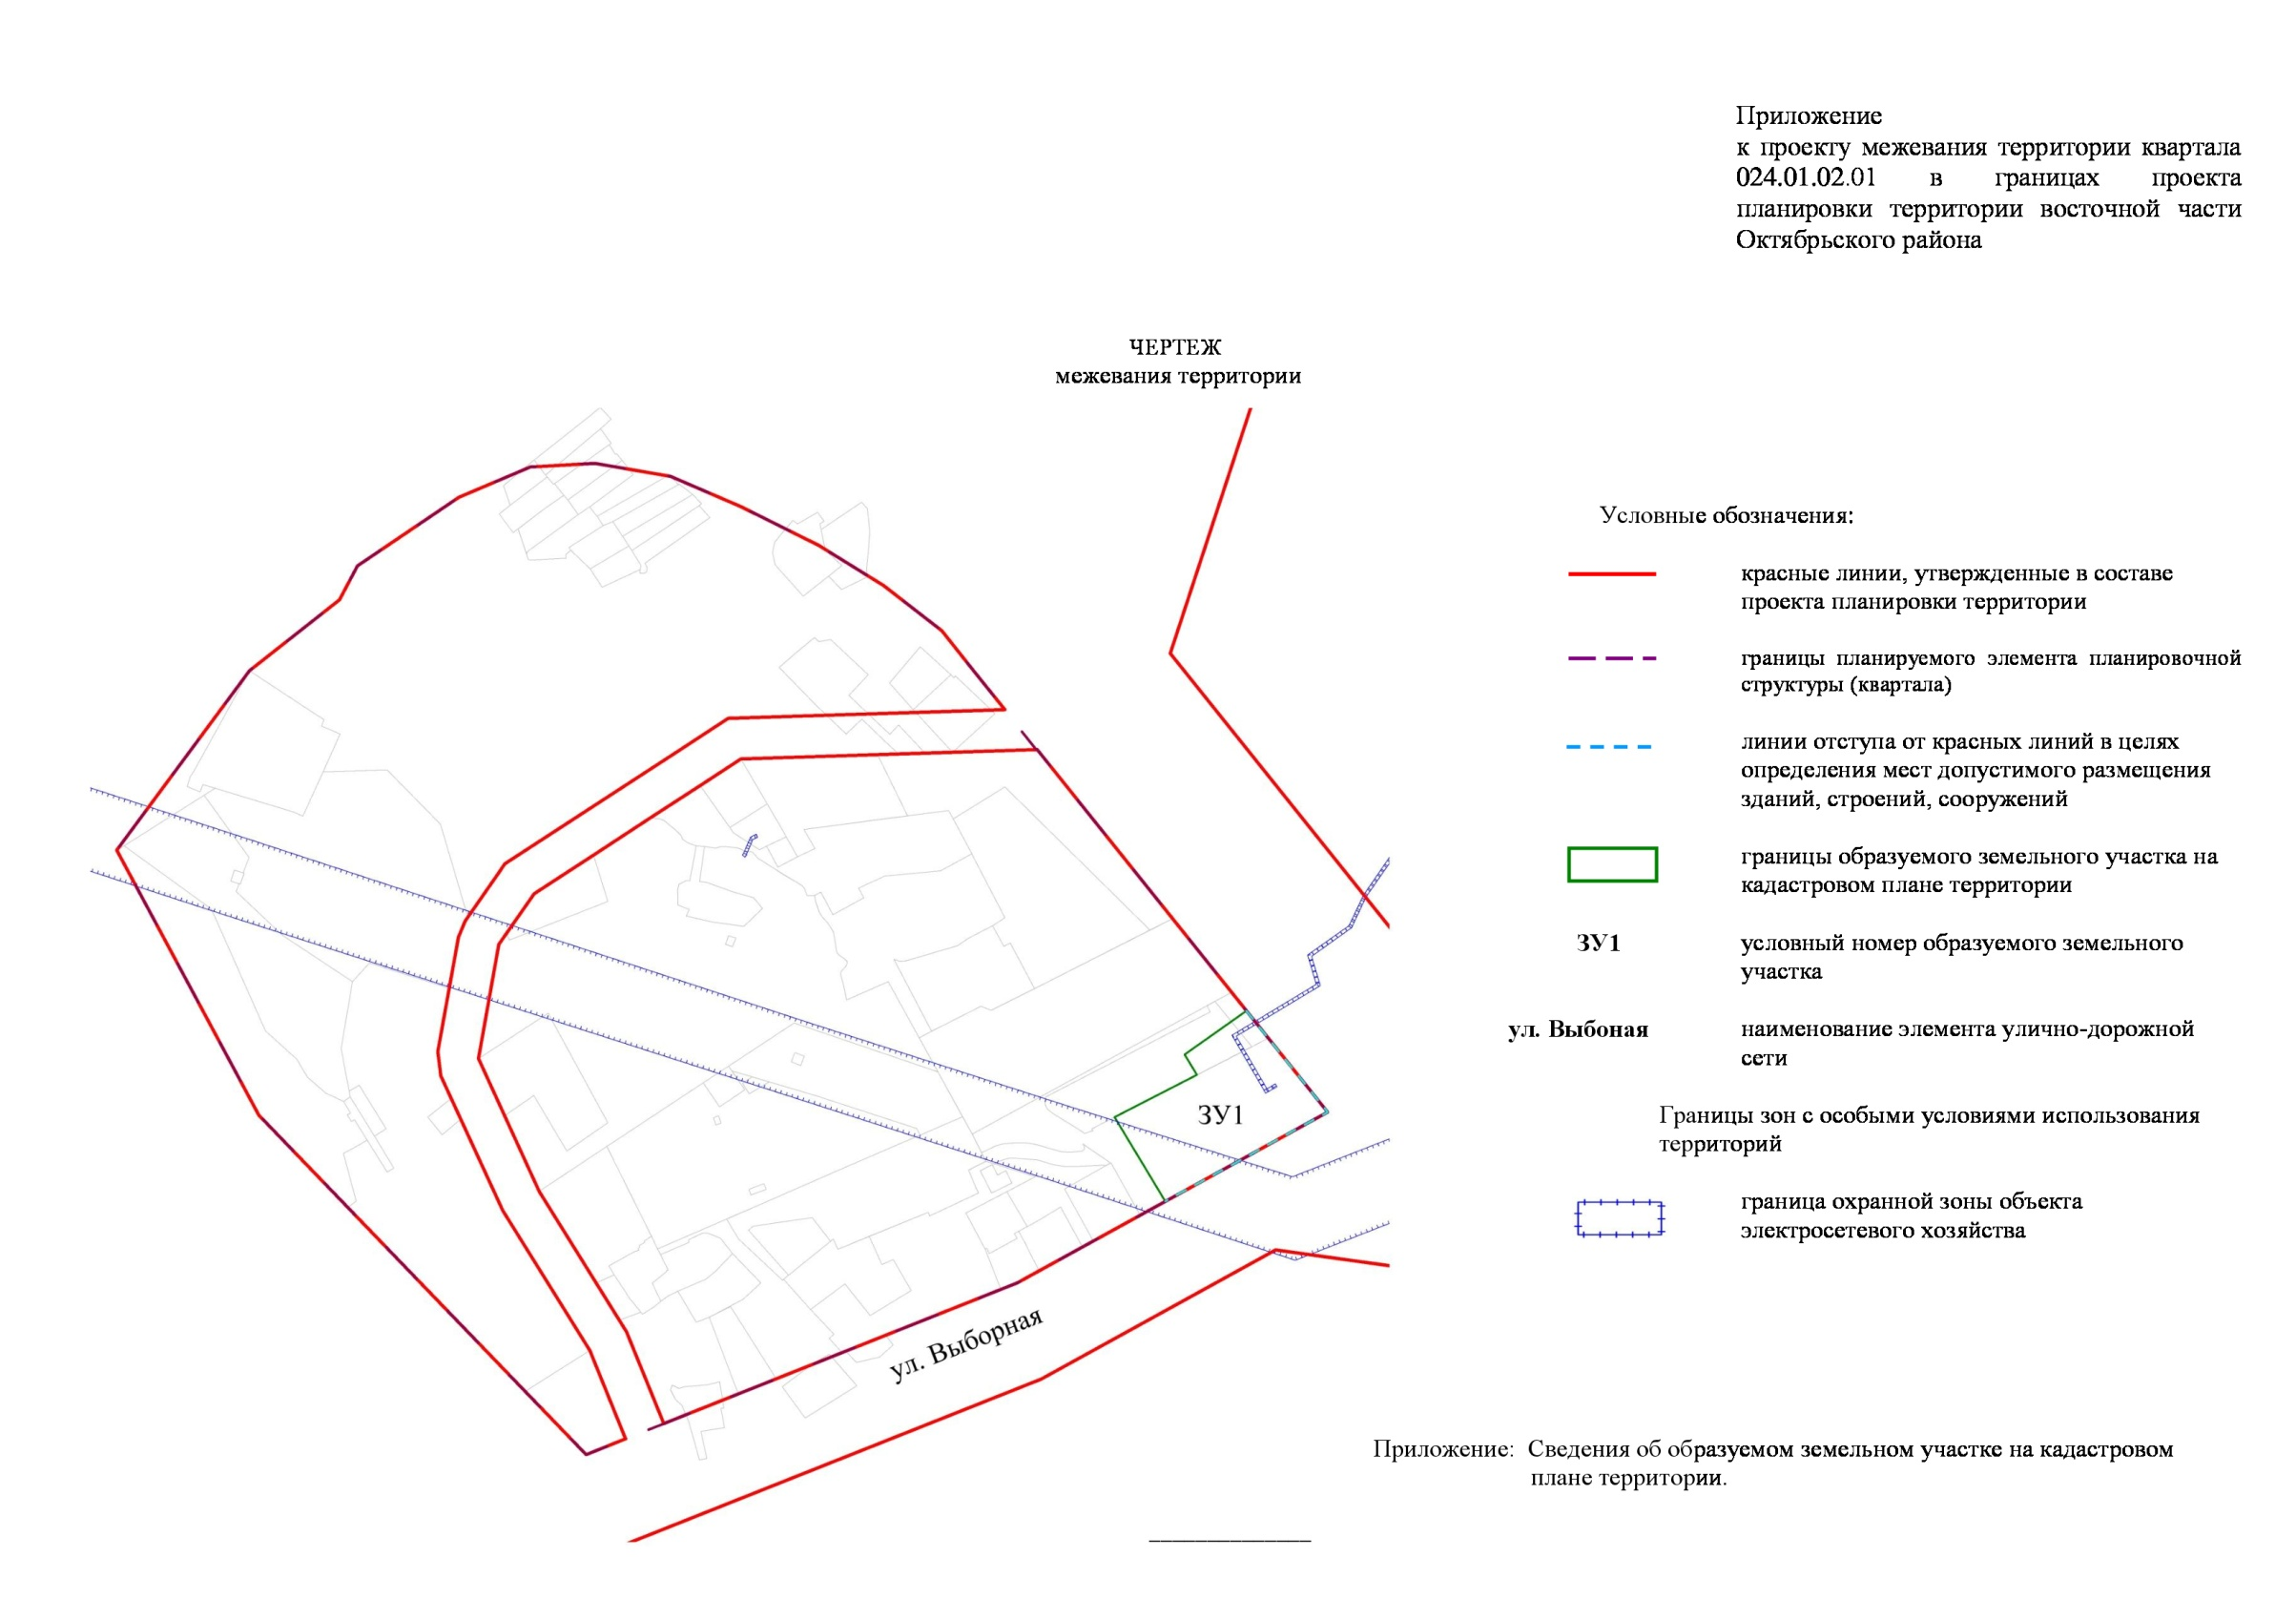 Приложение
к проекту межевания территории квартала
024.01.02.01 в границах проекта
планировки территории восточной части
Октябрьского района
ЧЕРТЕЖ
межевания территории
Условные обозначения:
красные линии, утвержденные в составе
проекта планировки территории
границы планируемого элемента планировочной
структуры (квартала)
линии отступа от красных линий в целях
определения мест допустимого размещения
зданий, строений, сооружений
границы образуемого земельного участка на
кадастровом плане территории
ЗУ1 условный номер образуемого земельного
участка
ул. Выбоная наименование элемента улично-дорожной
сети
Границы зон с особыми условиями использования
территорий
граница охранной зоны объекта
электросетевого хозяйства
ЗУ1
ул. Выборная
Приложение: Сведения об образуемом земельном участке на кадастровом
плане территории.